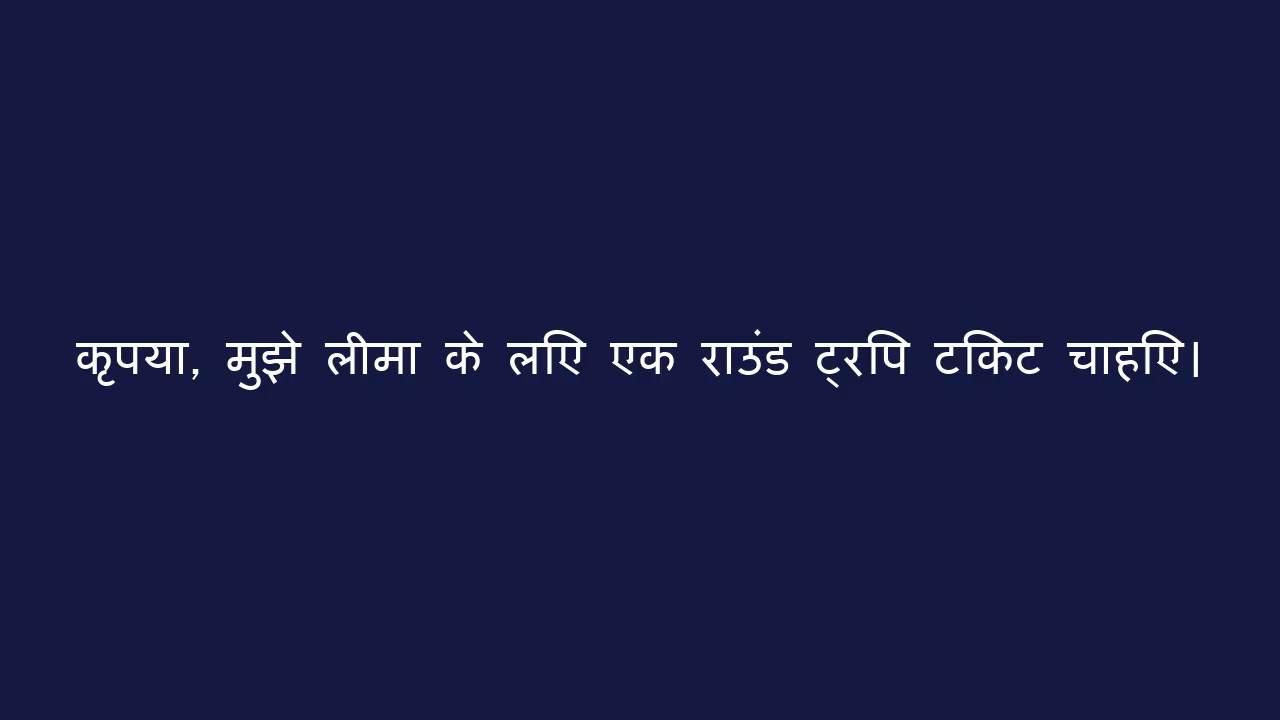 कृपया, मुझे लीमा के लिए एक राउंड ट्रिप टिकट चाहिए।